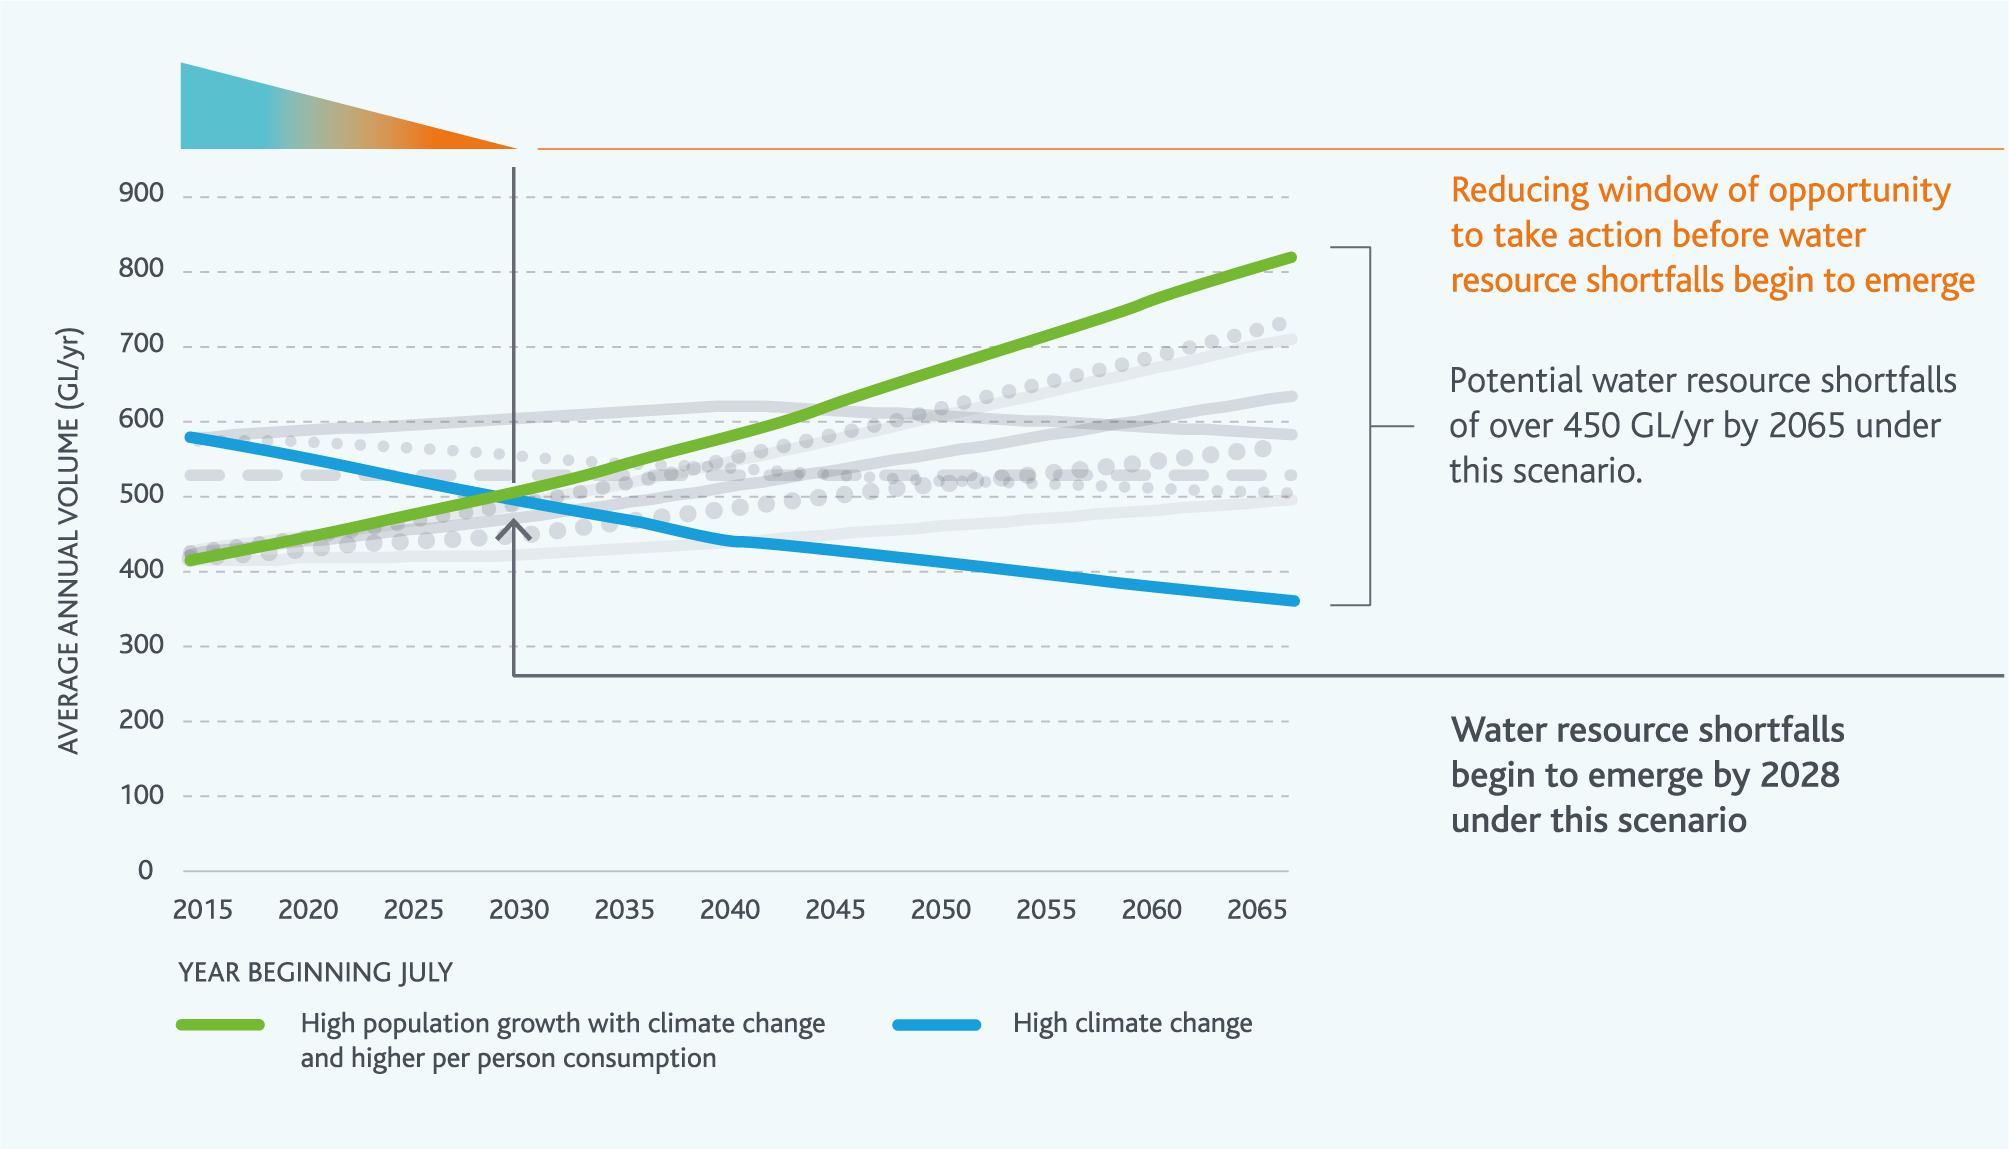 900
800
700
600
500
400
300
200
100
0
AVERAGE ANNUAL VOLUME (GL/yr)
2015 2020 2025 2030 2035 2040 2045 2050 2055 2060 2065
YEAR BEGINNING JULY
High population growth with climate change
and higher per person consumption
High climate change
Reducing window of opportunity
to take action before water
resource shortfalls begin to emerge
Potential water resource shortfalls
of over 450 GL/yr by 2065 under
this scenario.
Water resource shortfalls
begin to emerge by 2028
under this scenario